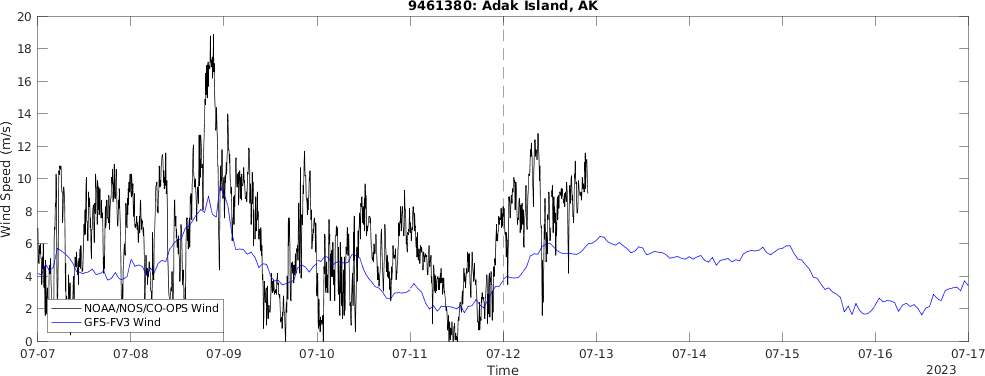 9461380: Adak Island, AK
Wind Speed (m/s)
20
18
16
14
12
10
8
6
4
2
0
NOAA/NOS/CO-OPS Wind
GFS-FV3 Wind
07-07 07-08 07-09 07-10 07-11 07-12 07-13 07-14 07-15 07-16 07-17
Time
2023